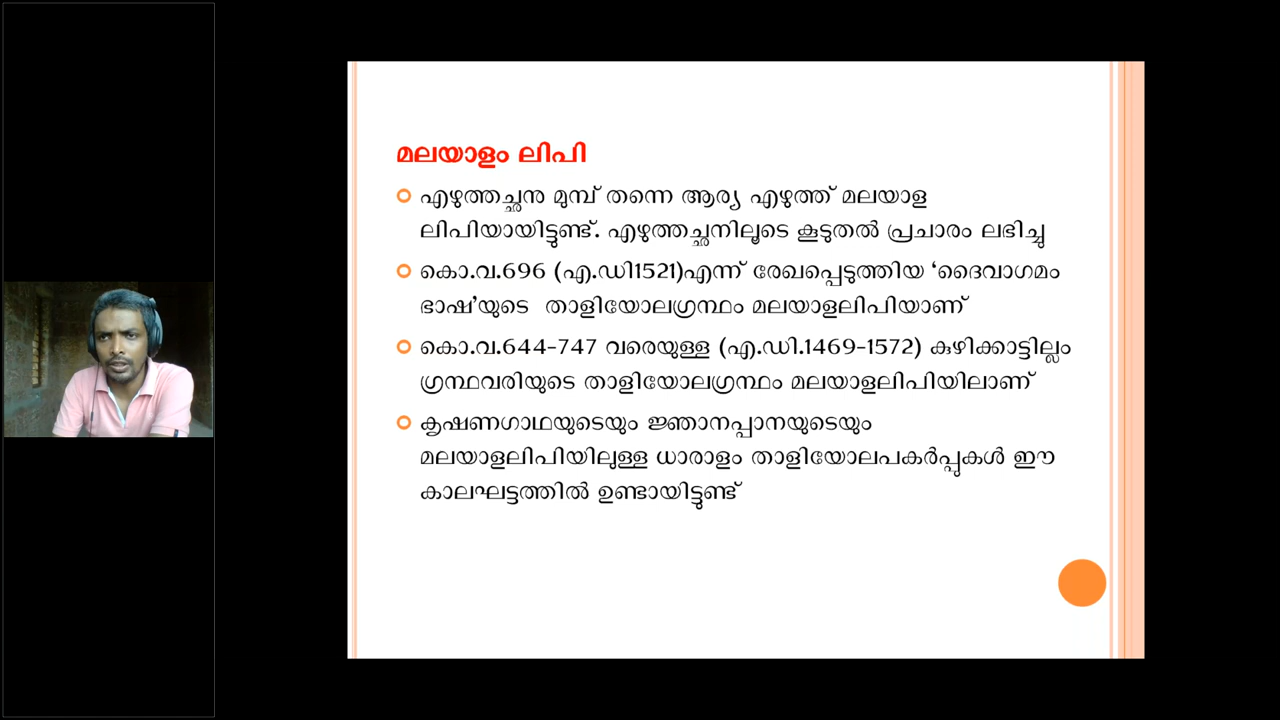 മലയാളം ലിപി
എഴുത്തച്ഛനു മുമ്പ് തന്നെ ആര്യ എഴുത്ത് മലയാള
ലിപിയായിട്ടുണ്ട്. എഴുത്തച്ഛനിലൂടെ കൂടുതൽ പ്രചാരം ലഭിച്ചു
കൊ.വ.696 (എ.ഡി1521)എന്ന് രേഖപ്പെടുത്തിയ ‘ദൈവാഗമം
ഭാഷ’യുടെ താളിയോലഗ്രന്ഥം മലയാളലിപിയാണ്
കൊ.വ.644-747 വരെയുള്ള (എ.ഡി.1469-1572) കുഴിക്കാട്ടില്ലം
ഗ്രന്ഥവരിയുടെ താളിയോലഗ്രന്ഥം മലയാളലിപിയിലാണ്
കൃഷണഗാഥയുടെയും ജ്ഞാനപ്പാനയുടെയും
മലയാളലിപിയിലുള്ള ധാരാളം താളിയോലപകർപ്പുകൾ ഈ
കാലഘട്ടത്തിൽ ഉണ്ടായിട്ടുണ്ട്